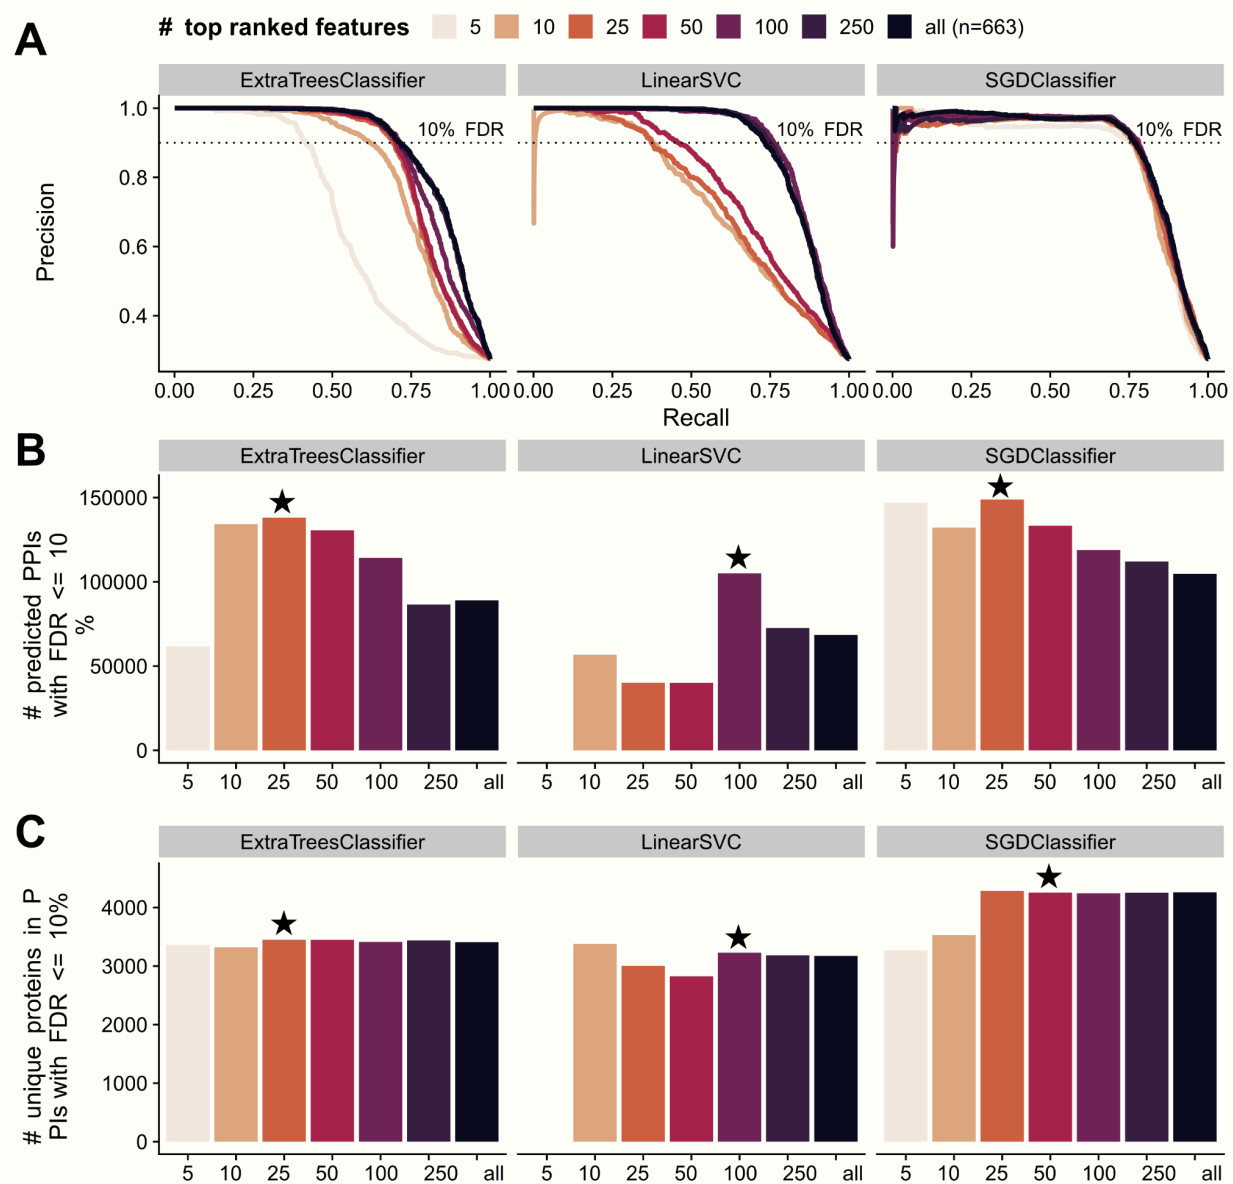 A
# top ranked features 5 10 25 50 100 250 all (n=663)
ExtraTreesClassifier LinearSVC SGDClassifier
1.0
0.8
0.6
0.4
Precision
10% FDR 10% FDR 10% FDR
0.00 0.25 0.50 0.75 1.00 0.00 0.25 0.50 0.75 1.00 0.00 0.25 0.50 0.75 1.00
Recall
B
ExtraTreesClassifier LinearSVC SGDClassifier
# predicted PPIs
with FDR <= 10
%
150000
100000
50000
0
5 10 25 50 100 250 all 5 10 25 50 100 250 all 5 10 25 50 100 250 all
C
ExtraTreesClassifier LinearSVC SGDClassifier
# unique proteins in P
PIs with FDR <= 10%
4000
3000
2000
1000
0
5 10 25 50 100 250 all 5 10 25 50 100 250 all 5 10 25 50 100 250 all